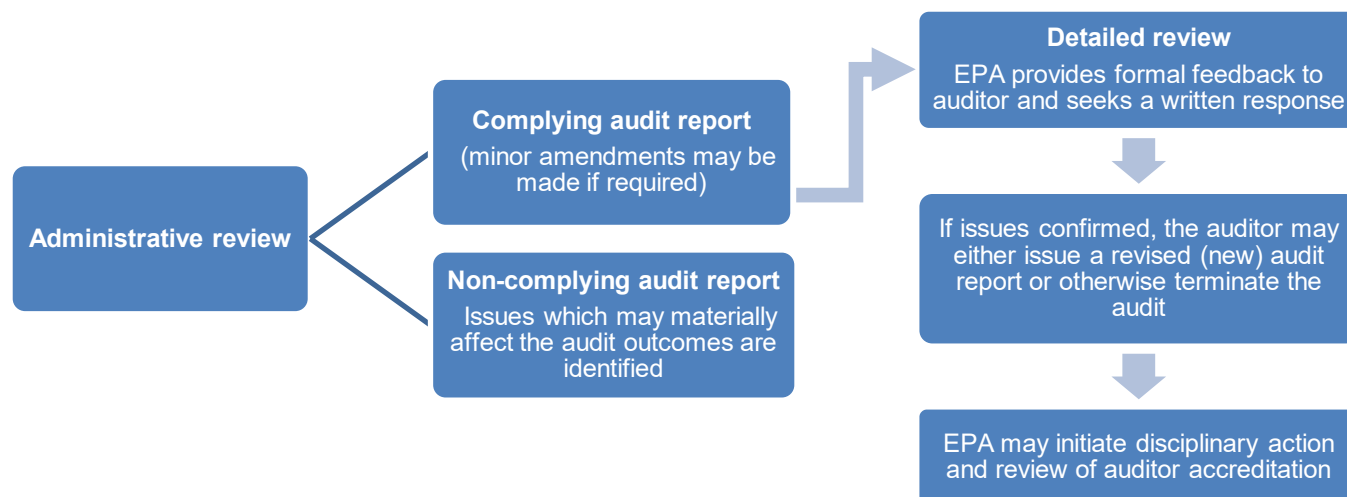 Administrative review
Complying audit report
(minor amendments may be
made if required)
Non-complying audit report
Issues which may materially
affect the audit outcomes are
identified
Detailed review
EPA provides formal feedback to
auditor and seeks a written response
If issues confirmed, the auditor may
either issue a revised (new) audit
report or otherwise terminate the
audit
EPA may initiate disciplinary action
and review of auditor accreditation